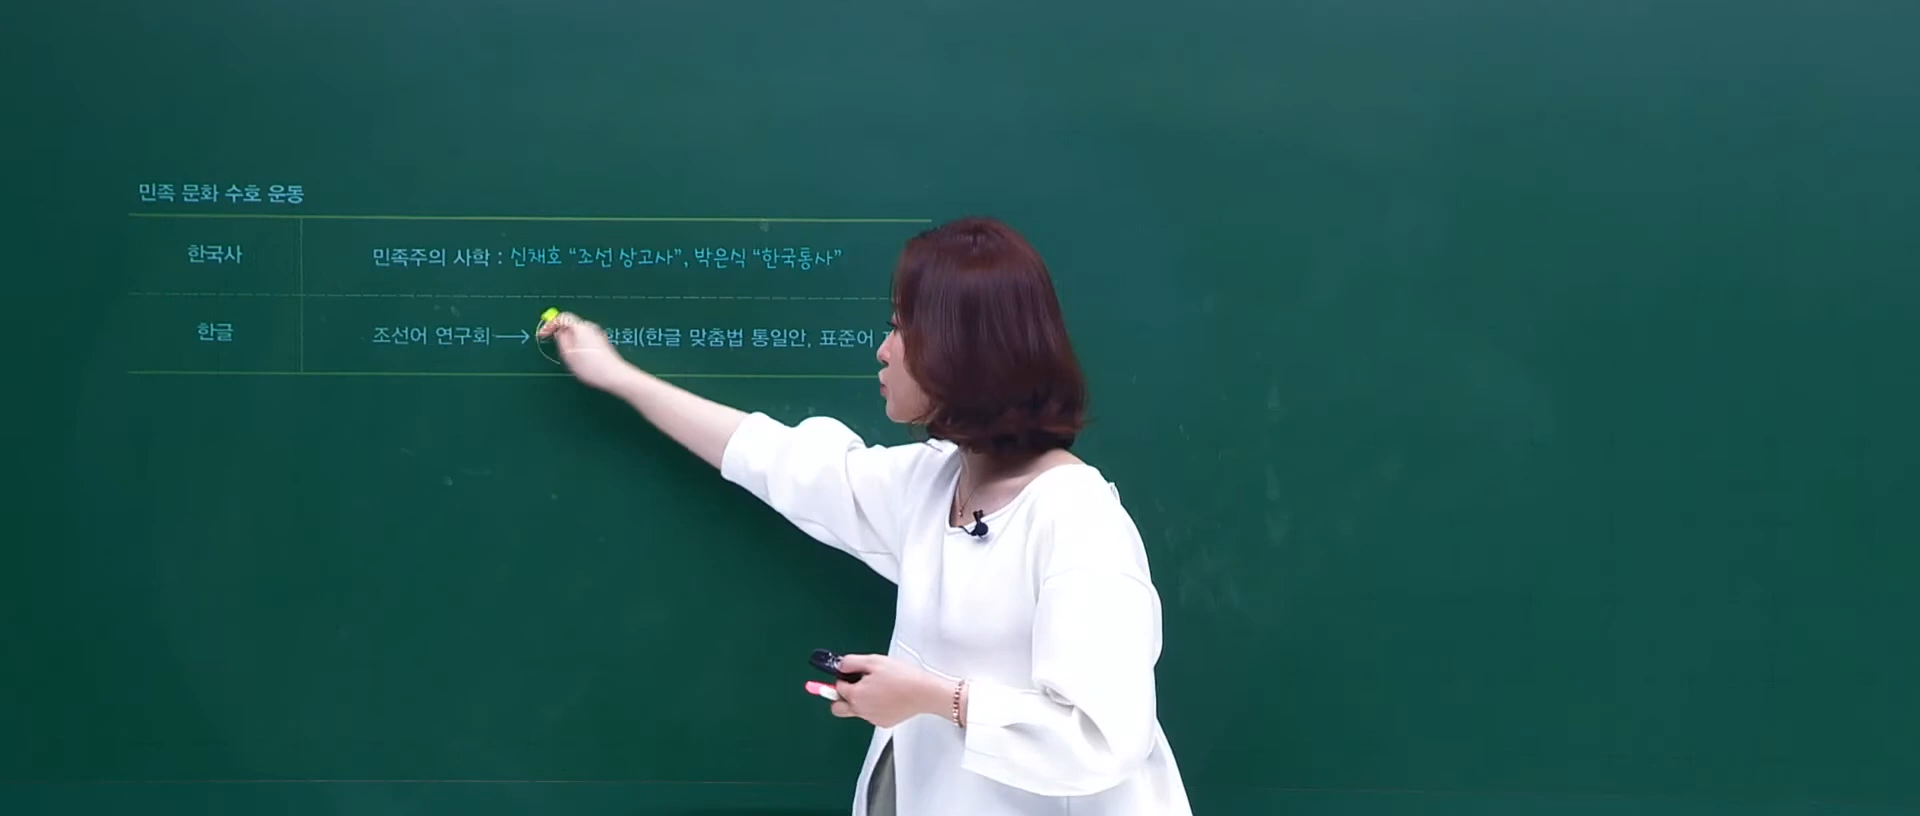 민족 문화 수호 운동
한국사
민족주의 사학 : 신채호 “조선 상고사”, 박은식 “한국통사”
한글
조선어 연구회 → 학회(한글 맞춤법 통일안, 표준어